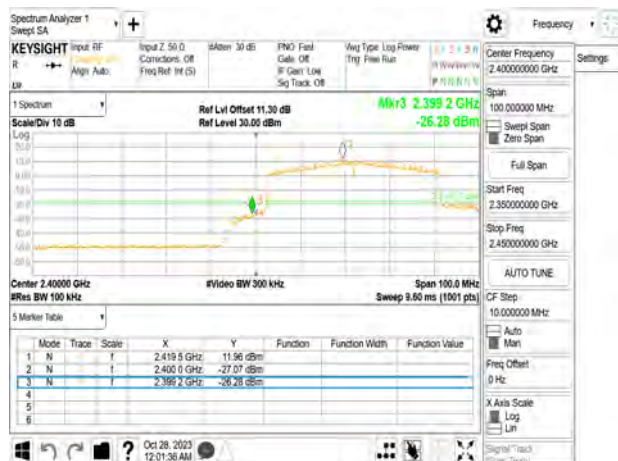 Spectrum Analyzer 1
Swept SA
Frequency
Settings
KEYSIGHT
R
Input: RF
Align: Auto
Input Z: 50 Ω
Corrections: Off
Freq Ref: Int (S)
#Atten: 30 dB
PNO: Fast
Gate: Off
IF Gain: Low
Sig Track: Off
Avg Type: Log-Power
Trig: Free Run
1 Spectrum
Scale/Div 10 dB
Log
Ref Lvl Offset 11.30 dB
Ref Level 30.00 dBm
Mkr3 2.399 2 GHz
-26.28 dBm
Center 2.40000 GHz
#Res BW 100 kHz
#Video BW 300 kHz
Span 100.0 MHz
Sweep 9.60 ms (1001 pts)
5 Marker Table
Mode Trace Scale X Y Function Function Width Function Value
1 N f 2.419 5 GHz 11.96 dBm
2 N f 2.400 0 GHz -27.07 dBm
3 N f 2.399 2 GHz -26.28 dBm
4
5
6
Oct 28, 2023
12:01:36 AM
Center Frequency
2.400000000 GHz
Span
100.000000 MHz
Swept Span
Zero Span
Full Span
Start Freq
2.350000000 GHz
Stop Freq
2.450000000 GHz
AUTO TUNE
CF Step
10.000000 MHz
Auto
Man
Freq Offset
0 Hz
X Axis Scale
Log
Lin
Signal Track